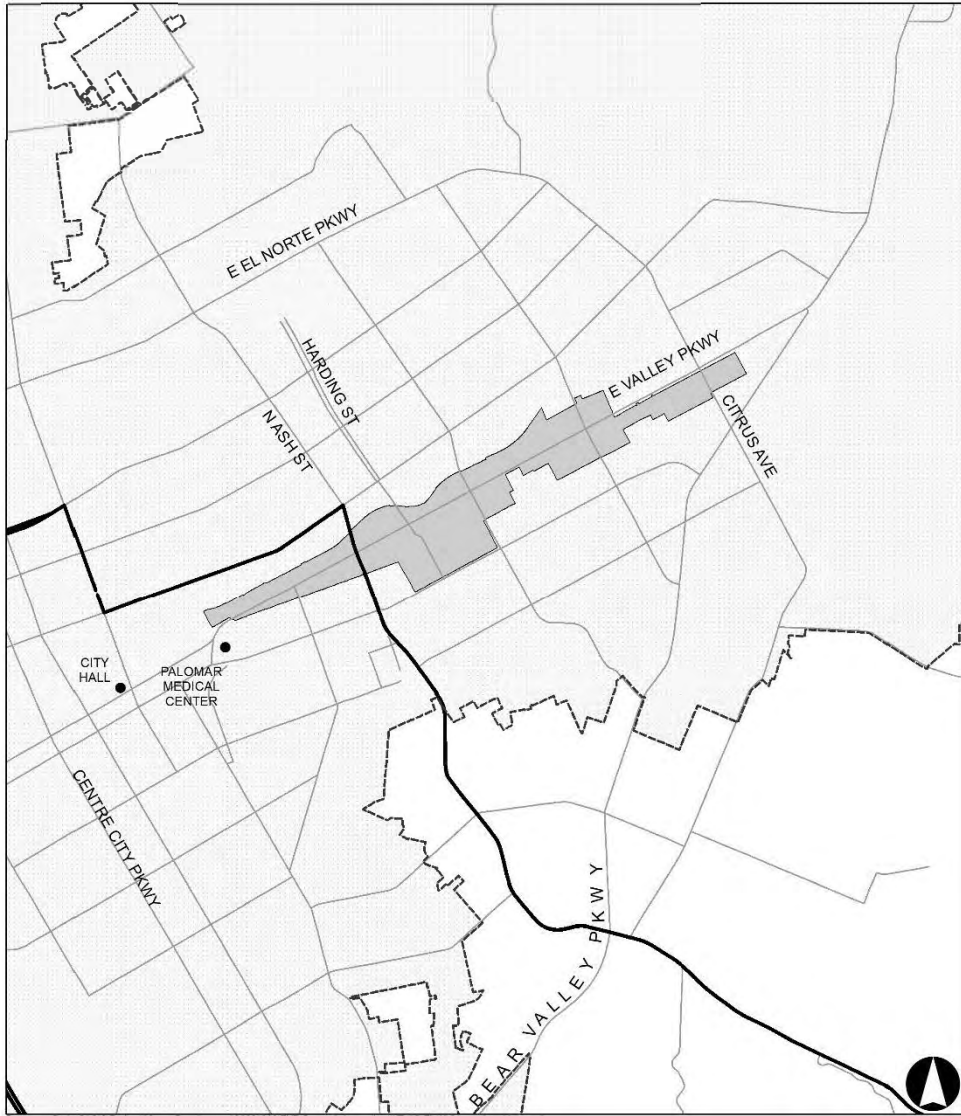 E EL NORTE PKWY
HARDING ST
E VALLEY PKWY
N ASH ST
CITRUS AVE
CITY
HALL
PALOMAR
MEDICAL
CENTER
CENTRE CITY PKWY
BEAR VALLEY PKWY